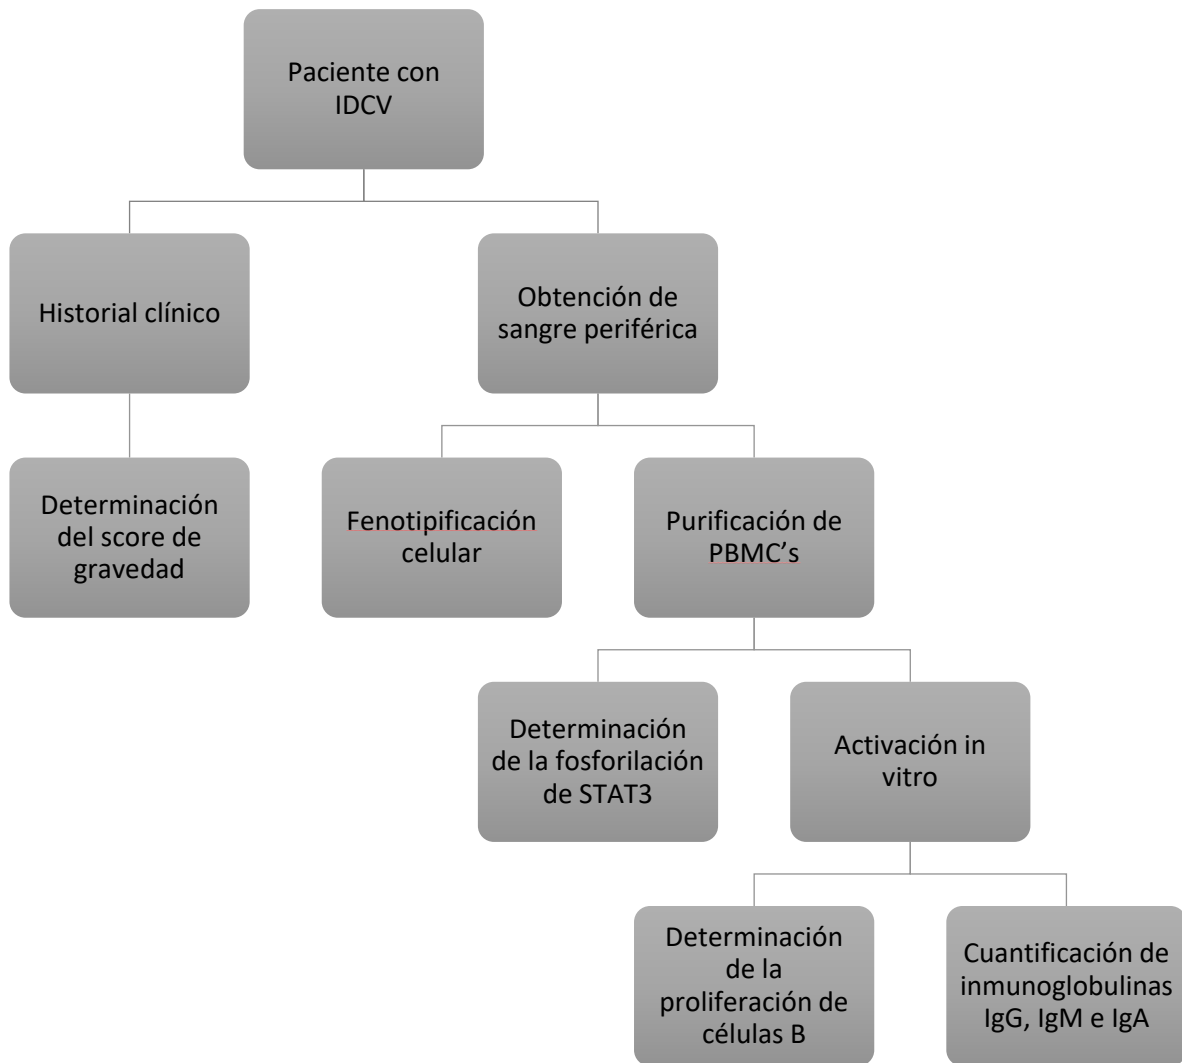 Paciente con
IDCV
Historial clínico
Obtención de
sangre periférica
Determinación
del score de
gravedad
Fenotipificación
celular
Purificación de
PBMC’s
Determinación
de la fosforilación
de STAT3
Activación in
vitro
Determinación
de la
proliferación de
células B
Cuantificación de
inmunoglobulinas
IgG, IgM e IgA